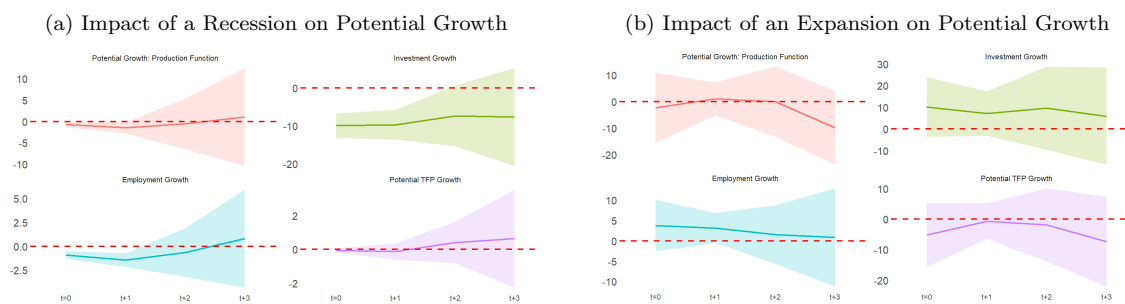 (a) Impact of a Recession on Potential Growth
Potential Growth: Production Function
10
5
0
-5
-10
Investment Growth
0
-10
-20
Employment Growth
5.0
2.5
0.0
-2.5
t=0 t+1 t+2 t+3
Potential TFP Growth
2
0
-2
t=0 t+1 t+2 t+3
(b) Impact of an Expansion on Potential Growth
Potential Growth: Production Function
10
0
-10
-20
Investment Growth
30
20
10
0
-10
Employment Growth
10
5
0
-5
-10
t=0 t+1 t+2 t+3
Potential TFP Growth
10
0
-10
-20
t=0 t+1 t+2 t+3